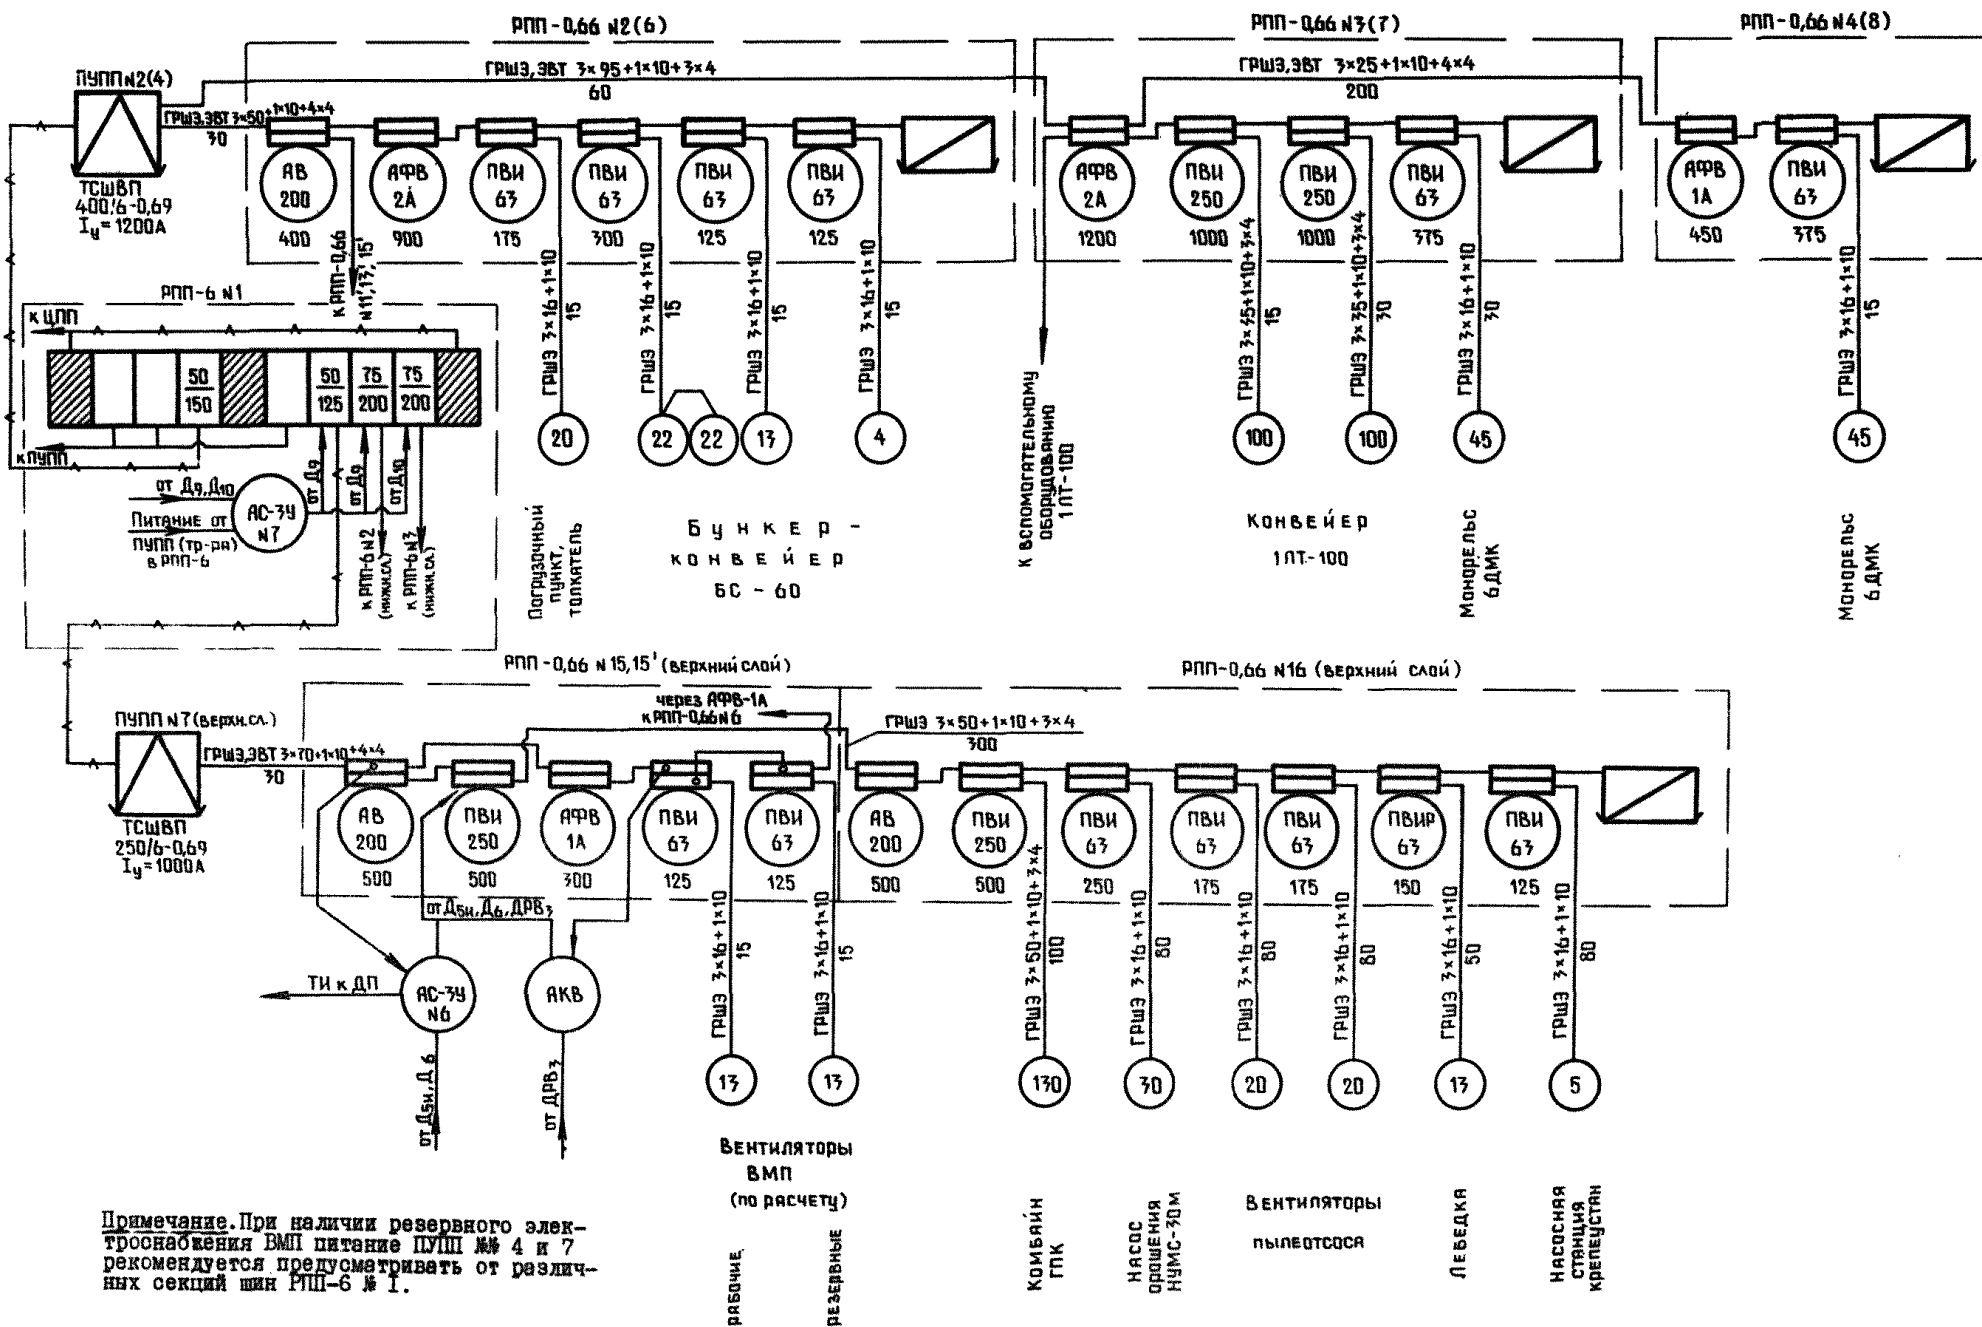 РПП-0,66 N2(6)
РПП-0,66 N3(7)
РПП-0,66 N4(8)
ПУПП N2(4)
ГРШЭ,ЭВТ 3×95+1×10+3×4
60
ГРШЭ,ЭВТ 3×25+1×10+4×4
200
ГРШЭ,ЭВТ 3×50+1×10+4×4
30
ТСШВП
400/6-0,69
Iу=1200А
АВ
200
400
АФВ
2А
900
ПВИ
63
175
ПВИ
63
300
ПВИ
63
125
ПВИ
63
125
АФВ
2А
1200
ПВИ
250
1000
ПВИ
250
1000
ПВИ
63
375
АФВ
1А
450
ПВИ
63
375
К РПП-0,66
N11',13',15'
ГРШЭ 3×16+1×10
15
ГРШЭ 3×16+1×10
15
ГРШЭ 3×16+1×10
15
ГРШЭ 3×16+1×10
15
ГРШЭ 3×35+1×10+3×4
15
ГРШЭ 3×35+1×10+3×4
30
ГРШЭ 3×16+1×10
30
ГРШЭ 3×16+1×10
15
20
22
22
13
4
100
100
45
45
Погрузочный
пункт,
толкатель
Бункер-
конвейер
БС-60
К вспомогательному
оборудованию
1ЛТ-100
Конвейер
1ЛТ-100
Монорельс
6ДМК
Монорельс
6ДМК
РПП-6 N1
к ЦПП
50
150
50
125
75
200
75
200
к ПУПП
от Д9,Д10
Питание от
ПУПП (тр-ра)
в РПП-6
АС-3У
N7
от Д9
от Д9
от Д10
к РПП-6 N2
(нижн.сл.)
к РПП-6 N3
(нижн.сл.)
РПП-0,66 N15,15' (верхний слой)
РПП-0,66 N16 (верхний слой)
ПУПП N7 (верхн.сл.)
ГРШЭ,ЭВТ 3×70+1×10+4×4
30
ТСШВП
250/6-0,69
Iу=1000А
через АФВ-1А
к РПП-0,66 N6
ГРШЭ 3×50+1×10+3×4
300
АВ
200
500
ПВИ
250
500
АФВ
1А
300
ПВИ
63
125
ПВИ
63
125
АВ
200
500
ПВИ
250
500
ПВИ
63
250
ПВИ
63
175
ПВИ
63
175
ПВИР
63
150
ПВИ
63
125
от Д5н,Д6,ДРВ3
ТИ к ДП
АС-3У
N6
АКВ
от Д5н,Д6
от ДРВ3
ГРШЭ 3×16+1×10
15
ГРШЭ 3×16+1×10
15
ГРШЭ 3×50+1×10+3×4
100
ГРШЭ 3×16+1×10
80
ГРШЭ 3×16+1×10
80
ГРШЭ 3×16+1×10
80
ГРШЭ 3×16+1×10
50
ГРШЭ 3×16+1×10
80
13
13
130
30
20
20
13
5
Вентиляторы
ВМП
(по расчету)
рабочие
резервные
Комбайн
ГПК
Насос
орошения
НУМС-30м
Вентиляторы
пылеотсоса
Лебедка
Насосная
станция
крепеустан
Примечание. При наличии резервного элек-
троснабжения ВМП питание ПУПП №№ 4 и 7
рекомендуется предусматривать от различ-
ных секций шин РПП-6 № I.